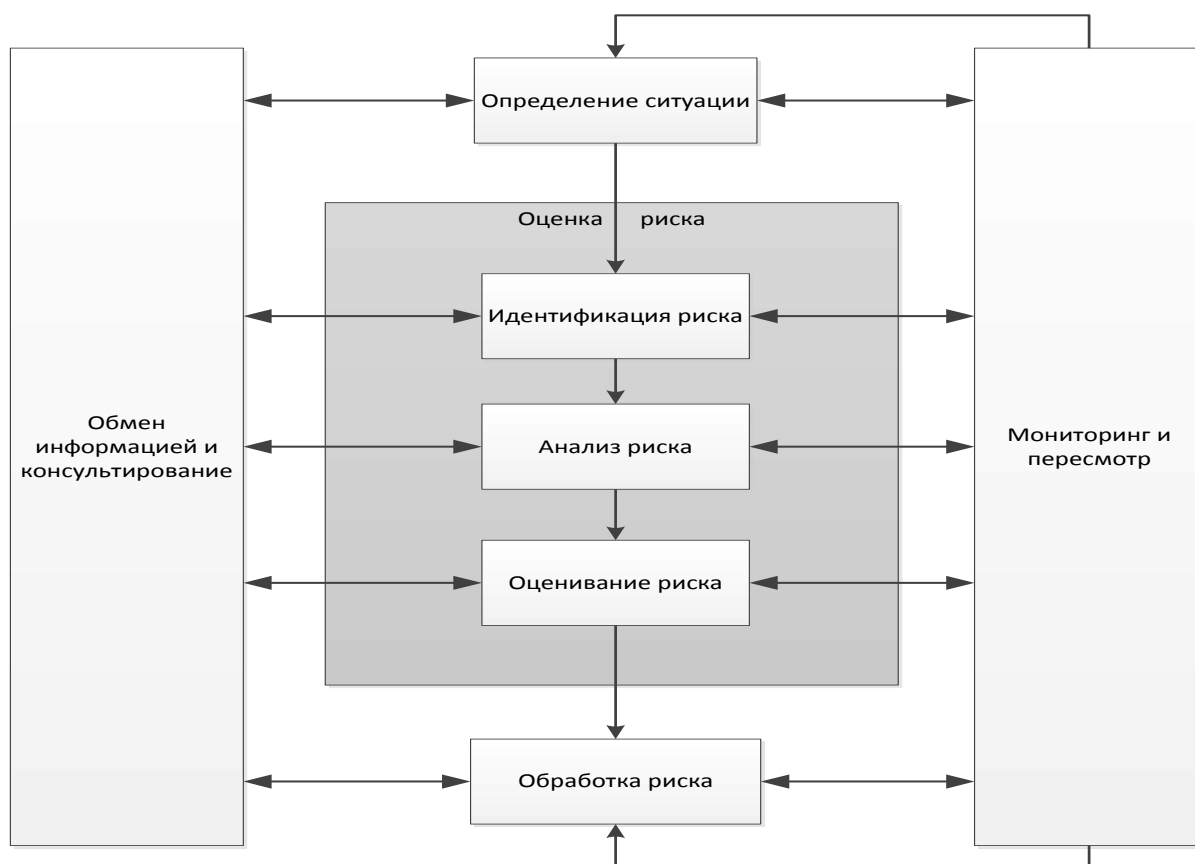 Определение ситуации
Оценка риска
Идентификация риска
Обмен
информацией и
консультирование
Анализ риска
Мониторинг и
пересмотр
Оценивание риска
Обработка риска